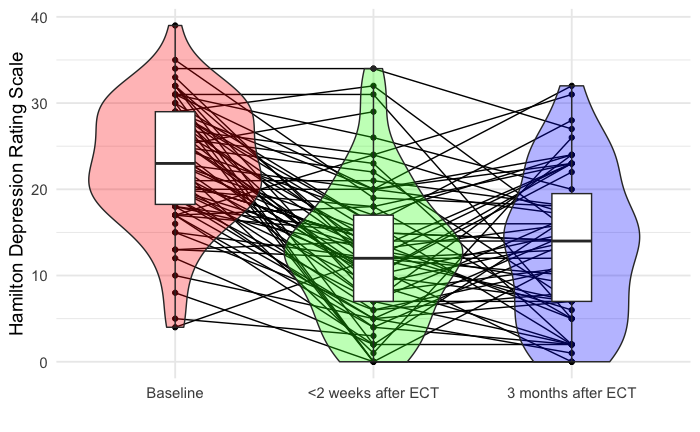 Hamilton Depression Rating Scale
40
30
20
10
0
Baseline
<2 weeks after ECT
3 months after ECT